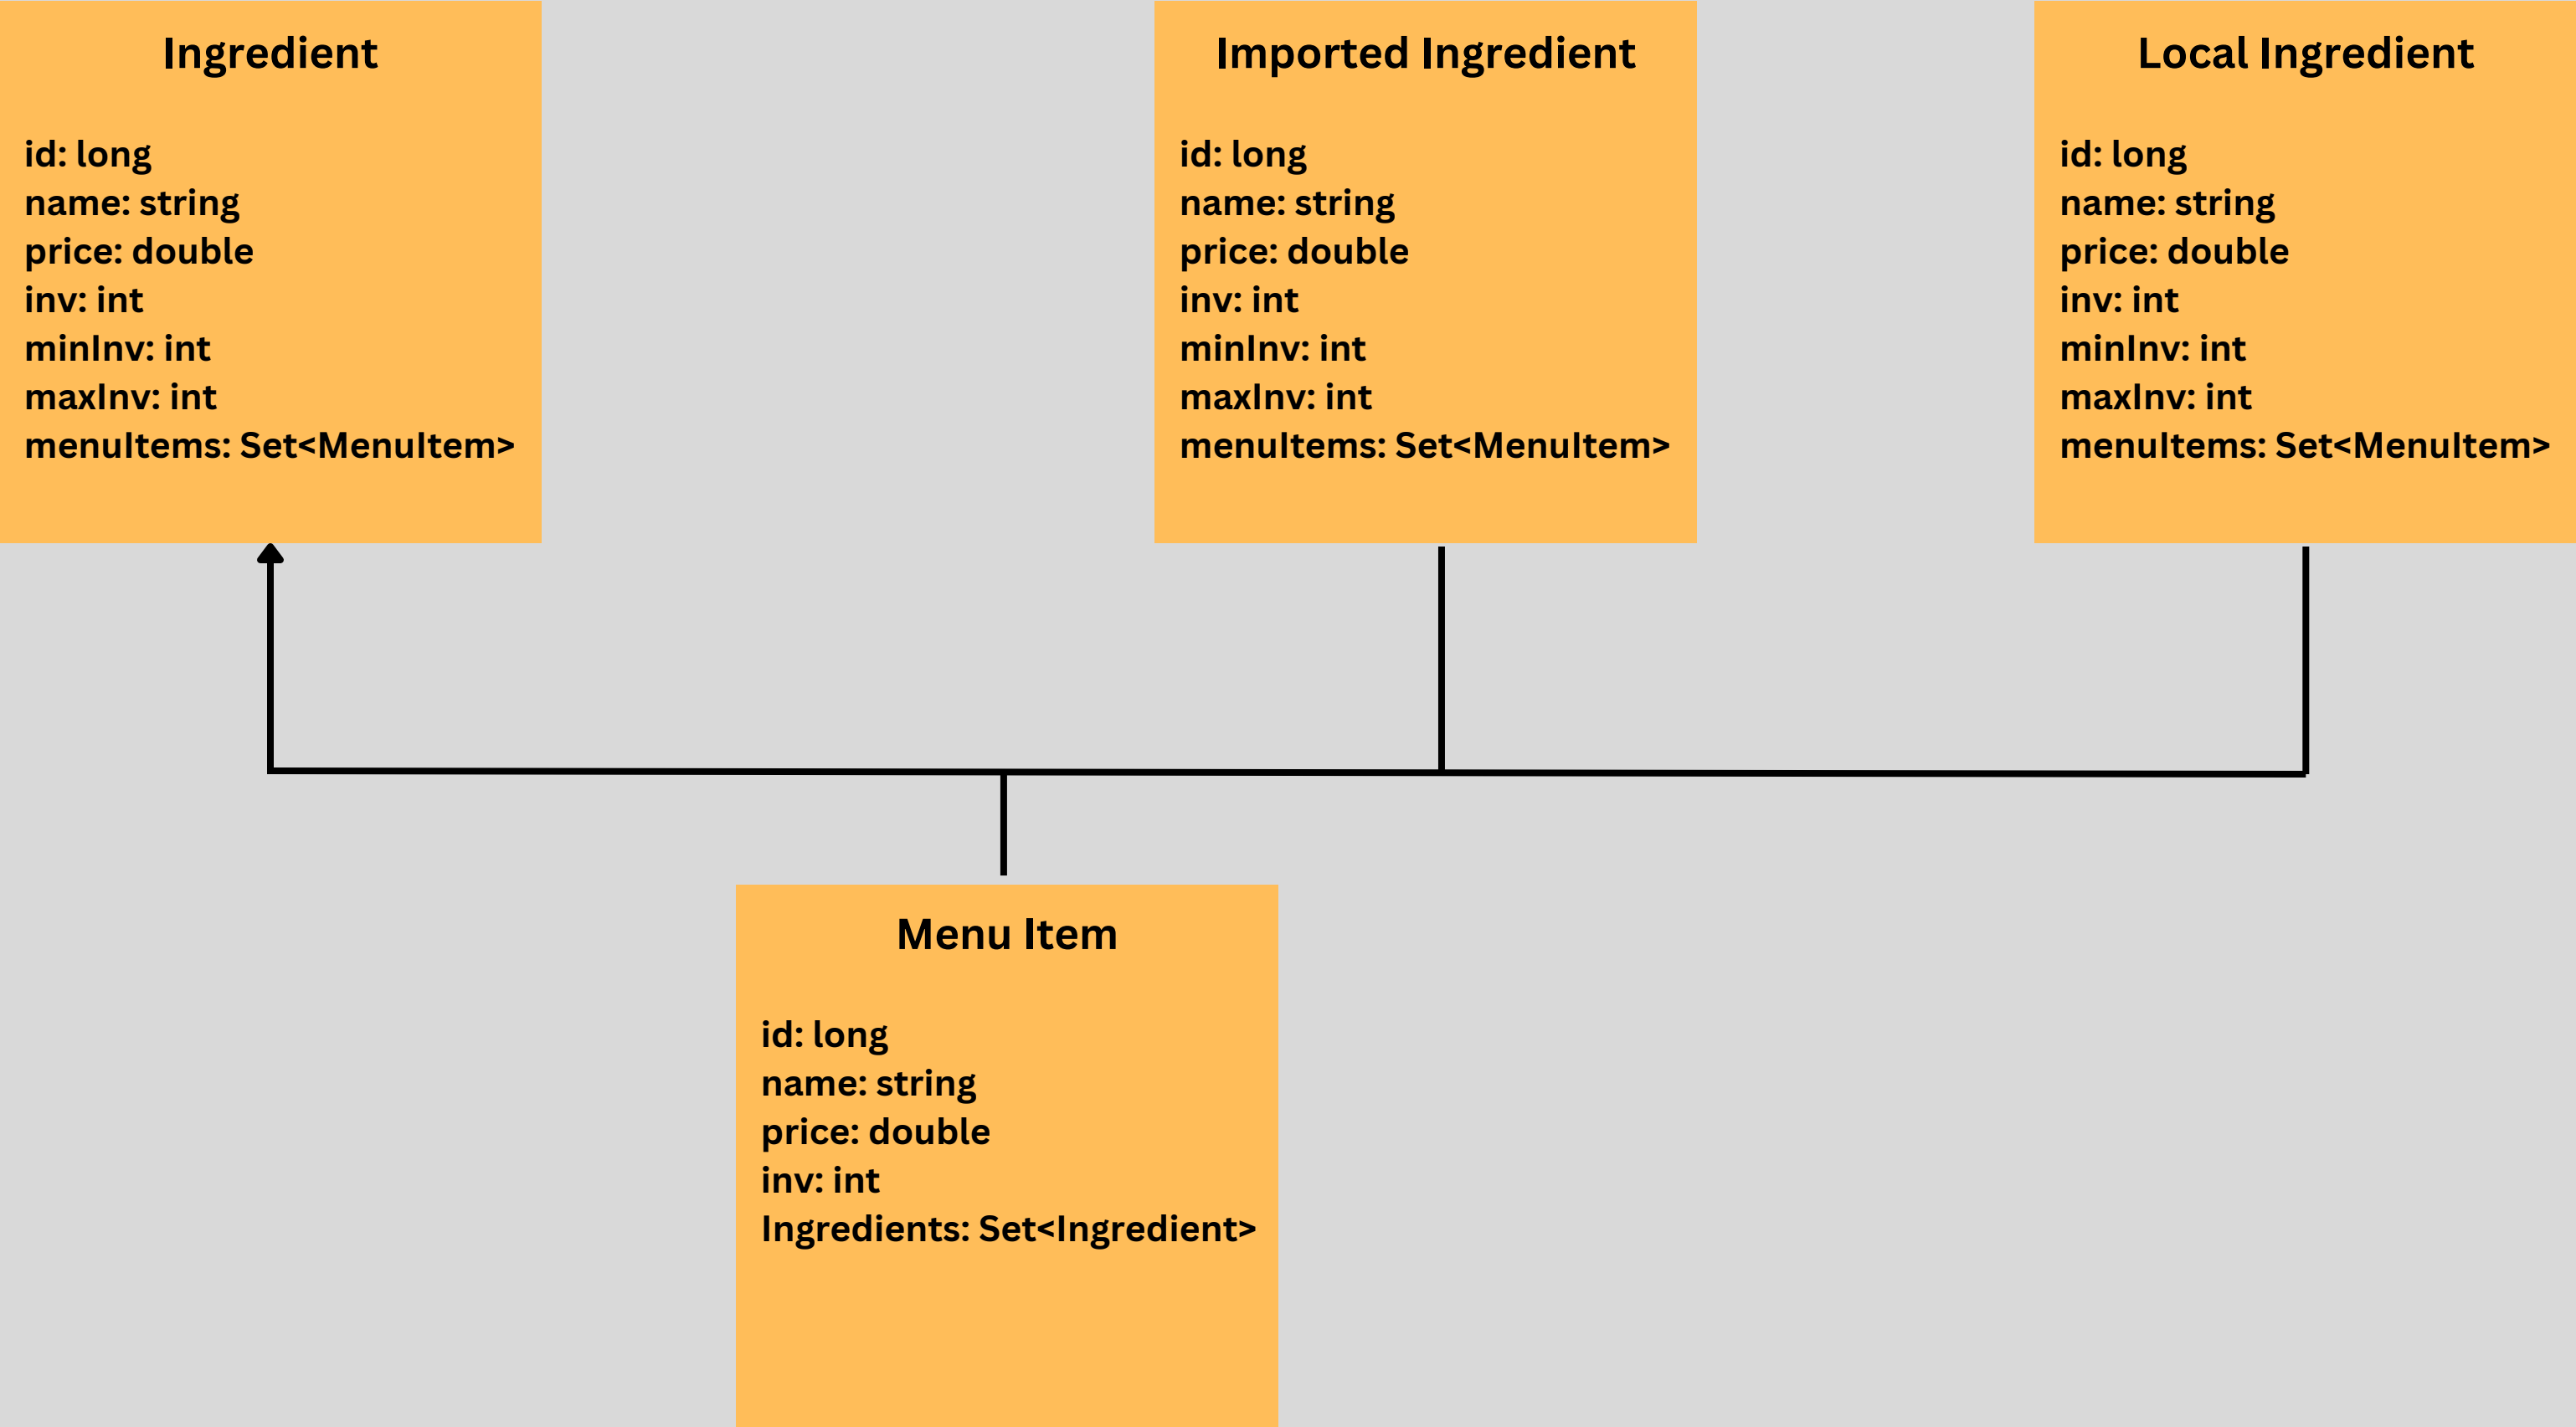 Ingredient
id: long
name: string
price: double
inv: int
minInv: int
maxInv: int
menuItems: Set<MenuItem>
Imported Ingredient
id: long
name: string
price: double
inv: int
minInv: int
maxInv: int
menuItems: Set<MenuItem>
Local Ingredient
id: long
name: string
price: double
inv: int
minInv: int
maxInv: int
menuItems: Set<MenuItem>
Menu Item
id: long
name: string
price: double
inv: int
Ingredients: Set<Ingredient>